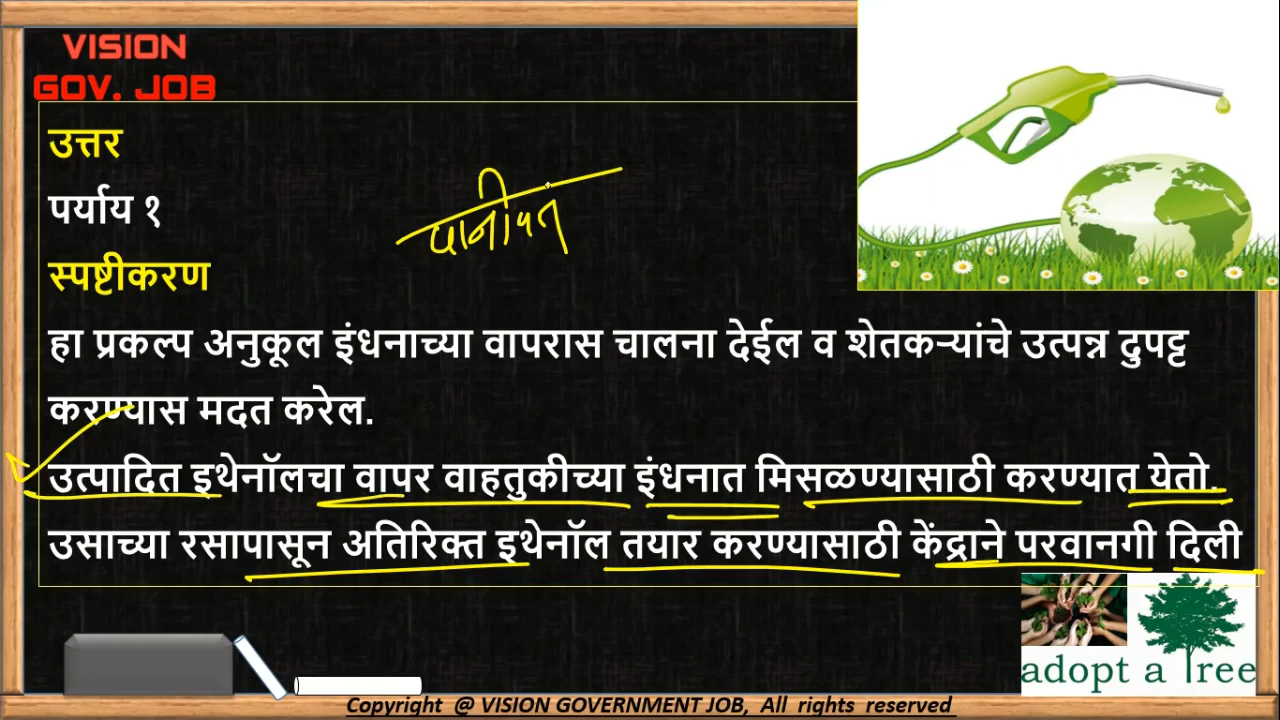 VISION
GOV. JOB
उत्तर
पर्याय १
पानीपत
स्पष्टीकरण
हा प्रकल्प अनुकूल इंधनाच्या वापरास चालना देईल व शेतकऱ्यांचे उत्पन्न दुपट्ट
करण्यास मदत करेल.
उत्पादित इथेनॉलचा वापर वाहतुकीच्या इंधनात मिसळण्यासाठी करण्यात येतो.
उसाच्या रसापासून अतिरिक्त इथेनॉल तयार करण्यासाठी केंद्राने परवानगी दिली
adopt a Tree
Copyright @ VISION GOVERNMENT JOB, All rights reserved